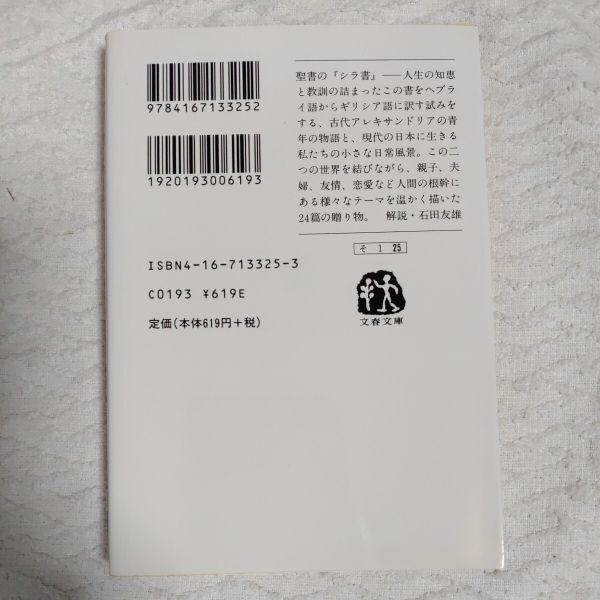 9784167133252
1920193006193
ISBN4-16-713325-3
C0193 ¥619E
定価(本体619円+税)
聖書の『シラ書』――人生の知恵
と教訓の詰まったこの書をヘブライ
語からギリシア語に訳す試みを
する、古代アレキサンドリアの青
年の物語と、現代の日本に生きる
私たちの小さな日常風景。この二
つの世界を結びながら、親子、夫
婦、友情、恋愛など人間の根幹に
ある様々なテーマを温かく描いた
24篇の贈り物。 解説・石田友雄
そ 1 25
文春文庫